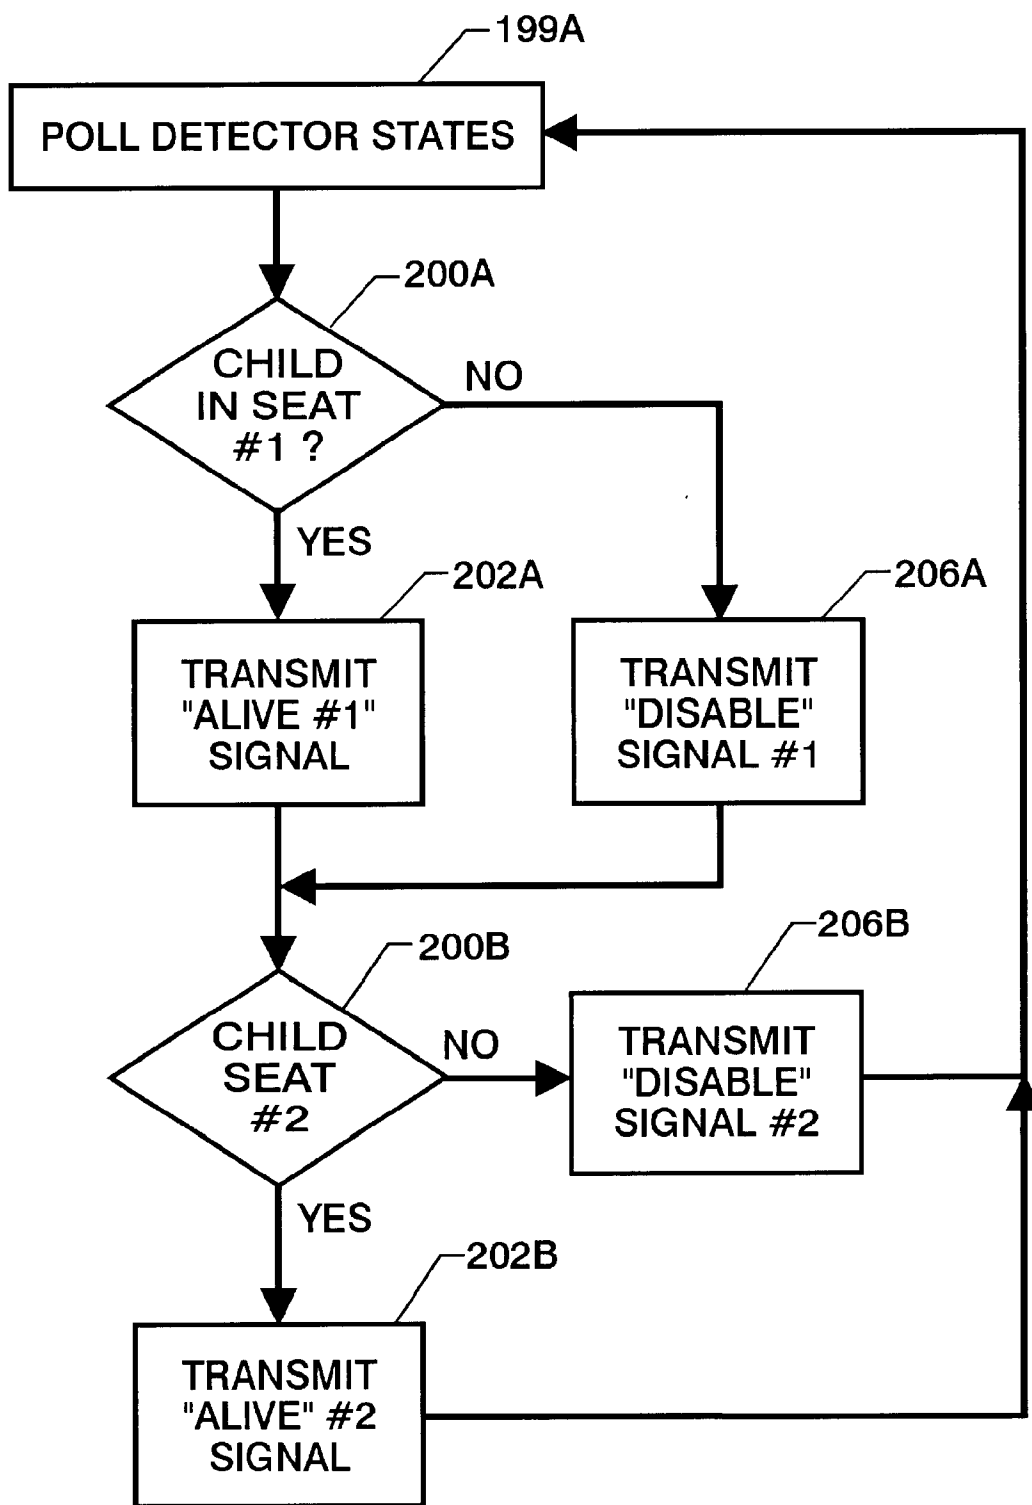 199A
POLL DETECTOR STATES
200A
CHILD
IN SEAT
#1 ?
NO
YES
202A
206A
TRANSMIT
"ALIVE #1"
SIGNAL
TRANSMIT
"DISABLE"
SIGNAL #1
200B
206B
CHILD
SEAT
#2
NO
TRANSMIT
"DISABLE"
SIGNAL #2
YES
202B
TRANSMIT
"ALIVE" #2
SIGNAL